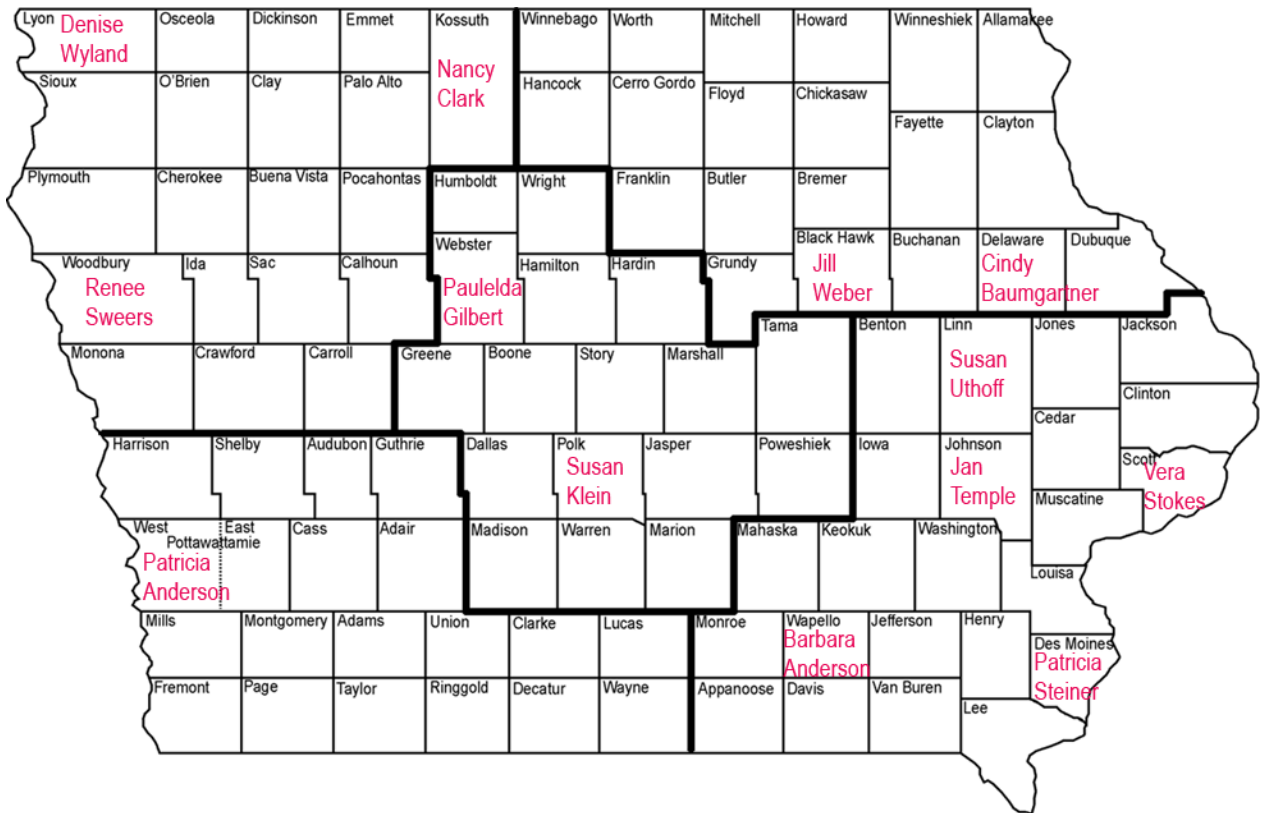 Lyon Osceola Dickinson Emmet Kossuth Winnebago Worth Mitchell Howard Winneshiek Allamakee
Denise
Wyland
Nancy
Clark
Sioux O'Brien Clay Palo Alto Hancock Cerro Gordo Floyd Chickasaw
Fayette Clayton
Plymouth Cherokee Buena Vista Pocahontas Humboldt Wright Franklin Butler Bremer
Webster Black Hawk Buchanan Delaware Dubuque
Woodbury Ida Sac Calhoun Hamilton Hardin Grundy
Renee
Sweers
Paulelda
Gilbert
Jill
Weber
Cindy
Baumgartner
Tama Benton Linn Jones Jackson
Monona Crawford Carroll Greene Boone Story Marshall
Susan
Uthoff
Clinton
Cedar
Harrison Shelby Audubon Guthrie Dallas Polk Jasper Poweshiek Iowa Johnson
Susan
Klein
Jan
Temple
Scott
Vera
Stokes
Muscatine
West East Cass Adair Madison Warren Marion Mahaska Keokuk Washington
Pottawattamie
Patricia
Anderson
Louisa
Mills Montgomery Adams Union Clarke Lucas Monroe Wapello Jefferson Henry
Barbara
Anderson
Des Moines
Patricia
Steiner
Fremont Page Taylor Ringgold Decatur Wayne Appanoose Davis Van Buren
Lee